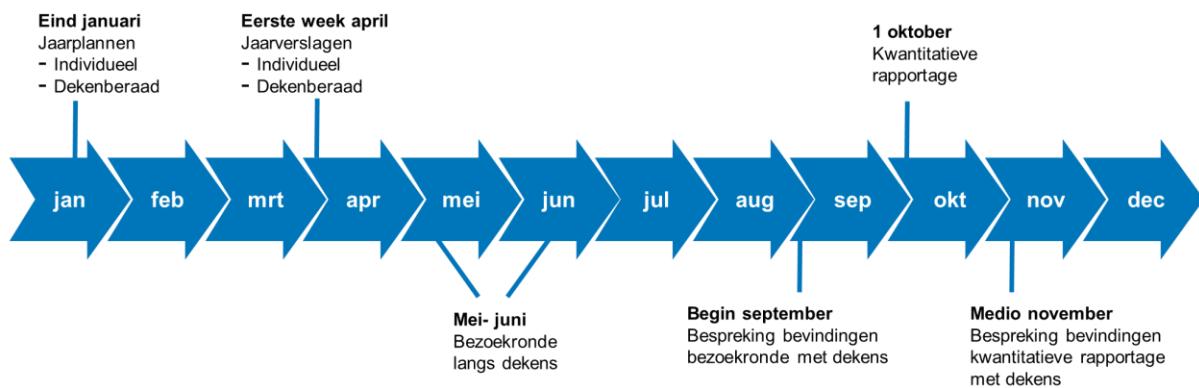 Eind januari
Jaarplannen
- Individueel
- Dekenberaad
Eerste week april
Jaarverslagen
- Individueel
- Dekenberaad
1 oktober
Kwantitatieve
rapportage
jan
feb
mrt
apr
mei
jun
jul
aug
sep
okt
nov
dec
Mei- juni
Bezoekronde
langs dekens
Begin september
Bespreking bevindingen
bezoekronde met dekens
Medio november
Bespreking bevindingen
kwantitatieve rapportage
met dekens